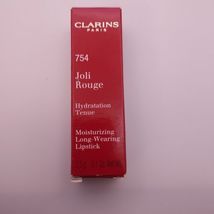 CLARINS
PARIS
754
Joli
Rouge
Hydratation
Tenue
Moisturizing
Long-Wearing
Lipstick